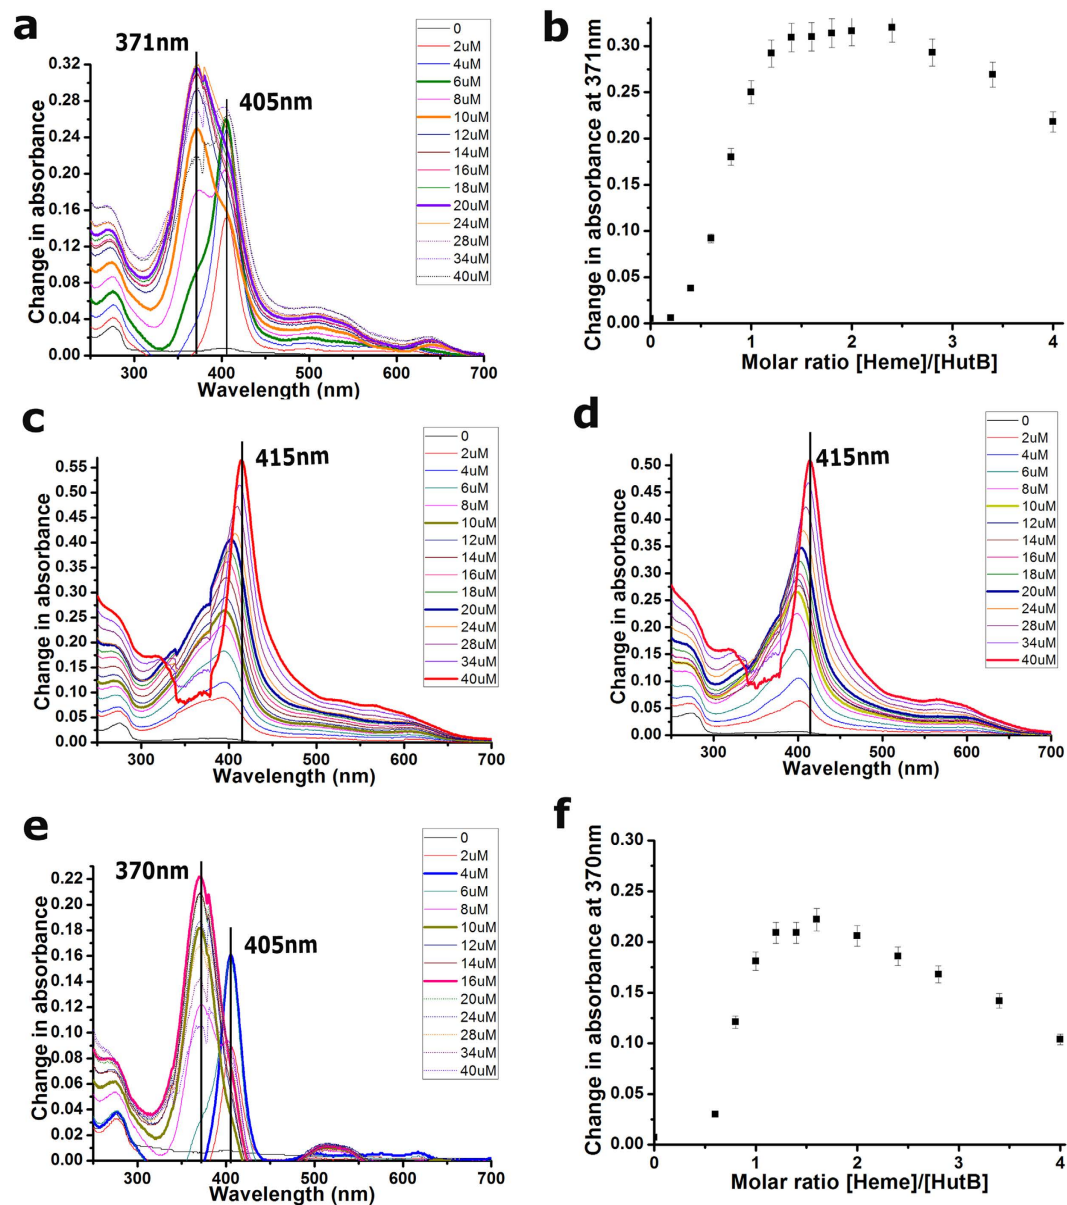 a
371nm
405nm
0
2uM
4uM
6uM
8uM
10uM
12uM
14uM
16uM
18uM
20uM
24uM
28uM
34uM
40uM
0.32
0.28
0.24
0.20
0.16
0.12
0.08
0.04
0.00
Change in absorbance
300
400
500
600
700
Wavelength (nm)
b
0.30
0.25
0.20
0.15
0.10
0.05
0.00
Change in absorbance at 371nm
0
1
2
3
4
Molar ratio [Heme]/[HutB]
c
415nm
0
2uM
4uM
6uM
8uM
10uM
12uM
14uM
16uM
18uM
20uM
24uM
28uM
34uM
40uM
0.55
0.50
0.45
0.40
0.35
0.30
0.25
0.20
0.15
0.10
0.05
0.00
Change in absorbance
300
400
500
600
700
Wavelength (nm)
d
415nm
0
2uM
4uM
6uM
8uM
10uM
12uM
14uM
16uM
18uM
20uM
24uM
28uM
34uM
40uM
0.50
0.45
0.40
0.35
0.30
0.25
0.20
0.15
0.10
0.05
0.00
Change in absorbance
300
400
500
600
700
Wavelength (nm)
e
370nm
405nm
0
2uM
4uM
6uM
8uM
10uM
12uM
14uM
16uM
20uM
24uM
28uM
34uM
40uM
0.22
0.20
0.18
0.16
0.14
0.12
0.10
0.08
0.06
0.04
0.02
0.00
Change in absorbance
300
400
500
600
700
Wavelength (nm)
f
0.30
0.25
0.20
0.15
0.10
0.05
0.00
Change in absorbance at 370nm
0
1
2
3
4
Molar ratio [Heme]/[HutB]